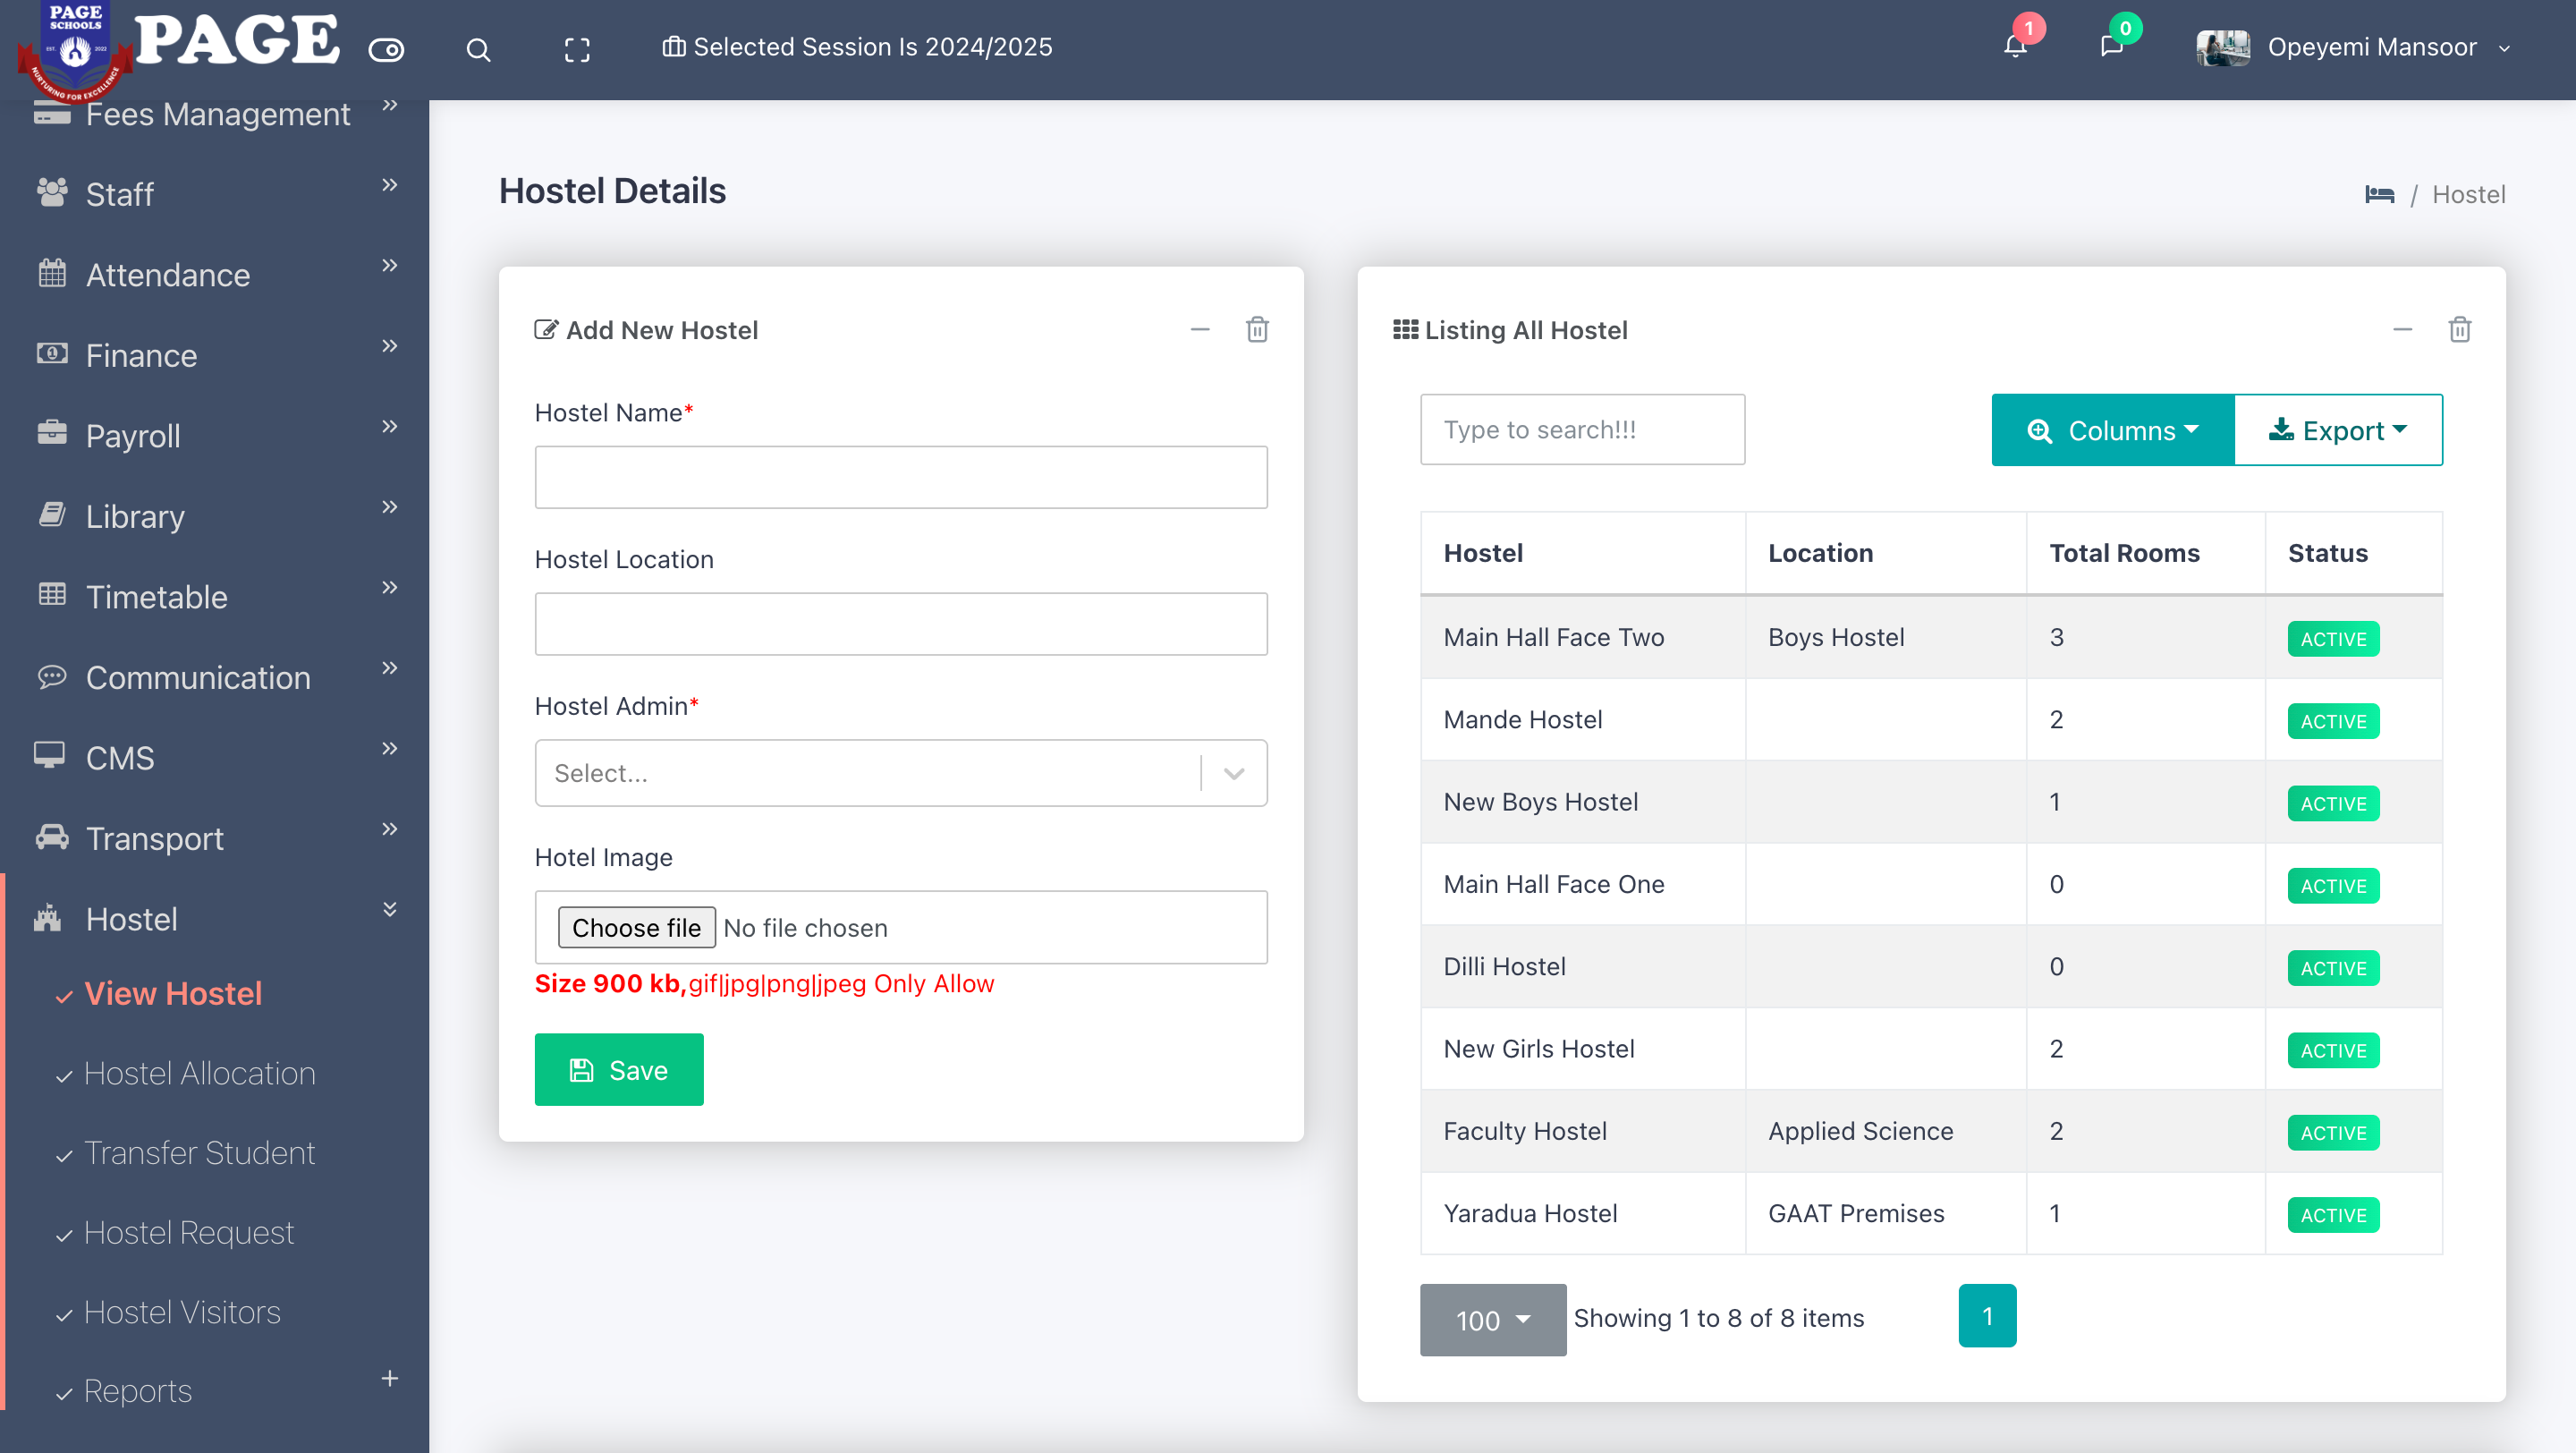 PAGE
SCHOOLS
EST. 2022
NURTURING FOR EXCELLENCE
PAGE
Selected Session Is 2024/2025
1
0
Opeyemi Mansoor
Fees Management
Staff
Attendance
Finance
Payroll
Library
Timetable
Communication
CMS
Transport
Hostel
View Hostel
Hostel Allocation
Transfer Student
Hostel Request
Hostel Visitors
Reports
Hostel Details
/ Hostel
Add New Hostel
Hostel Name*
Hostel Location
Hostel Admin*
Select...
Hotel Image
Choose file No file chosen
Size 900 kb,gif|jpg|png|jpeg Only Allow
Save
Listing All Hostel
Type to search!!!
Columns
Export
Hostel Location Total Rooms Status
Main Hall Face Two Boys Hostel 3 ACTIVE
Mande Hostel 2 ACTIVE
New Boys Hostel 1 ACTIVE
Main Hall Face One 0 ACTIVE
Dilli Hostel 0 ACTIVE
New Girls Hostel 2 ACTIVE
Faculty Hostel Applied Science 2 ACTIVE
Yaradua Hostel GAAT Premises 1 ACTIVE
100 Showing 1 to 8 of 8 items 1